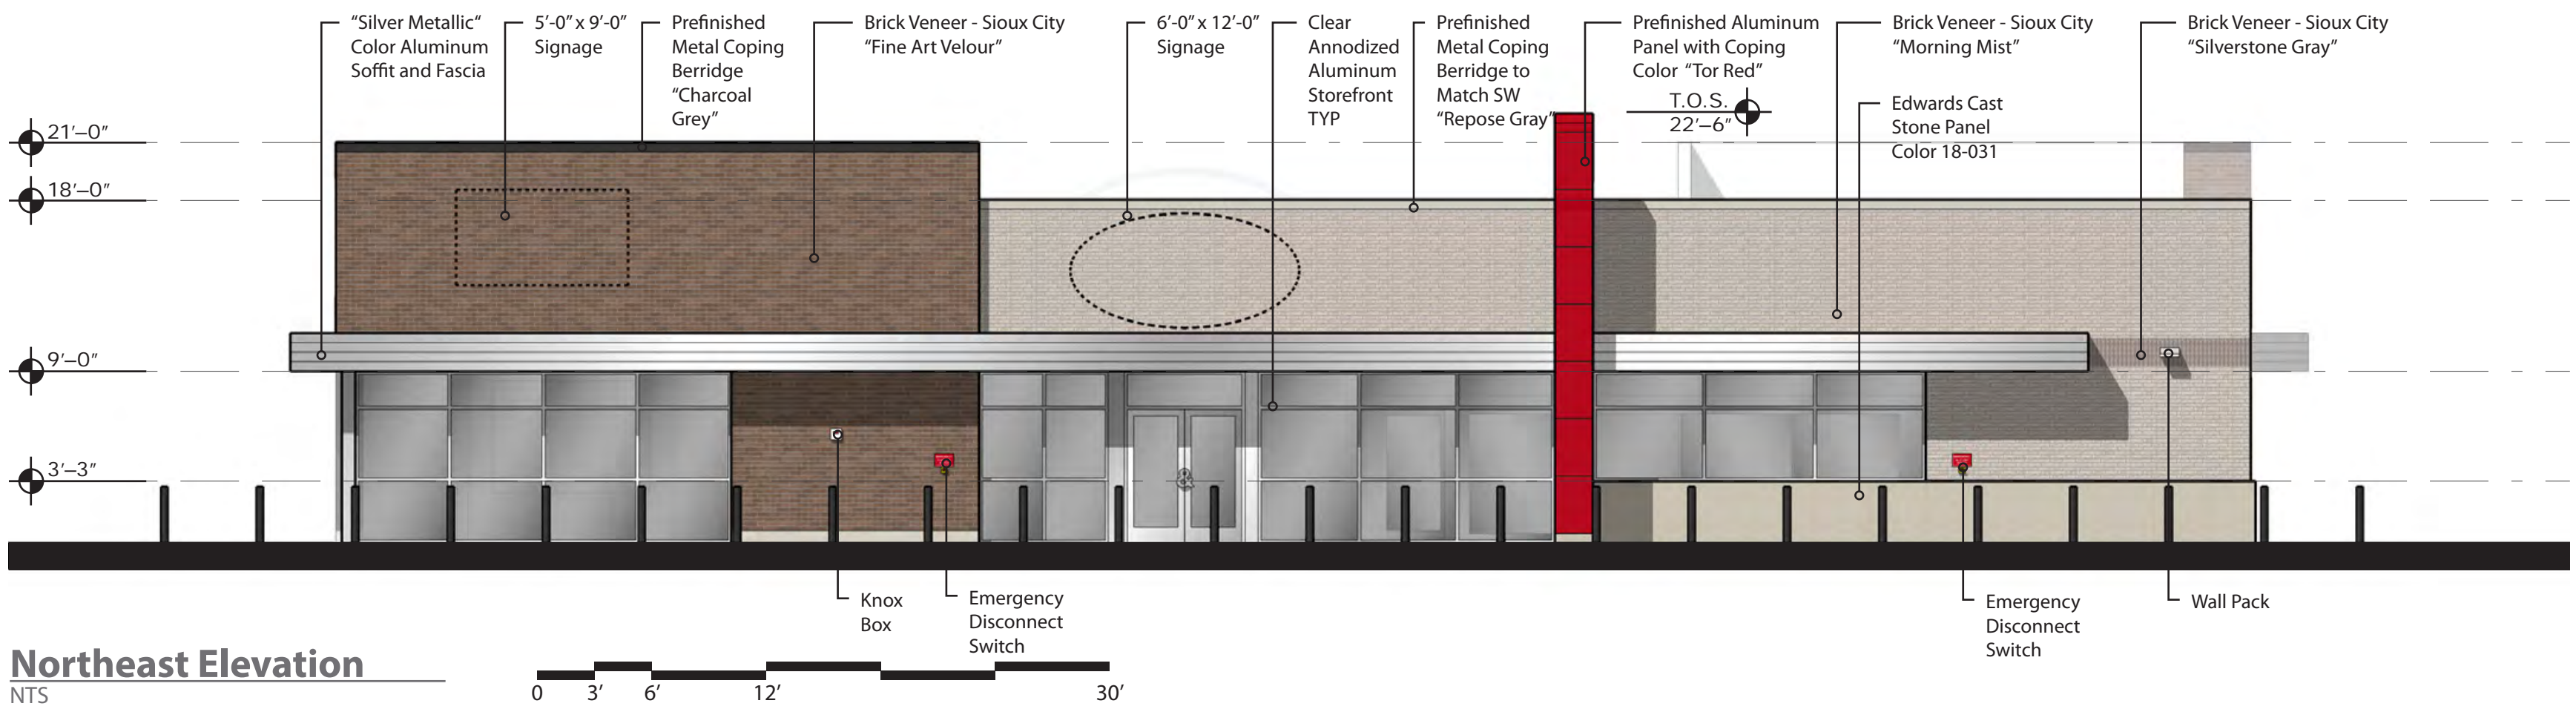 “Silver Metallic“
Color Aluminum
Soffit and Fascia
5’-0” x 9’-0”
Signage
Prefinished
Metal Coping
Berridge
“Charcoal
Grey”
Brick Veneer - Sioux City
“Fine Art Velour”
6’-0” x 12’-0”
Signage
Clear
Annodized
Aluminum
Storefront
TYP
Prefinished
Metal Coping
Berridge to
Match SW
“Repose Gray”
Prefinished Aluminum
Panel with Coping
Color “Tor Red”
T.O.S.
22’–6”
Brick Veneer - Sioux City
“Morning Mist”
Edwards Cast
Stone Panel
Color 18-031
Brick Veneer - Sioux City
“Silverstone Gray”
21’–0”
18’–0”
9’–0”
3’–3”
Knox
Box
Emergency
Disconnect
Switch
Emergency
Disconnect
Switch
Wall Pack
Northeast Elevation
NTS
0 3’ 6’ 12’ 30’